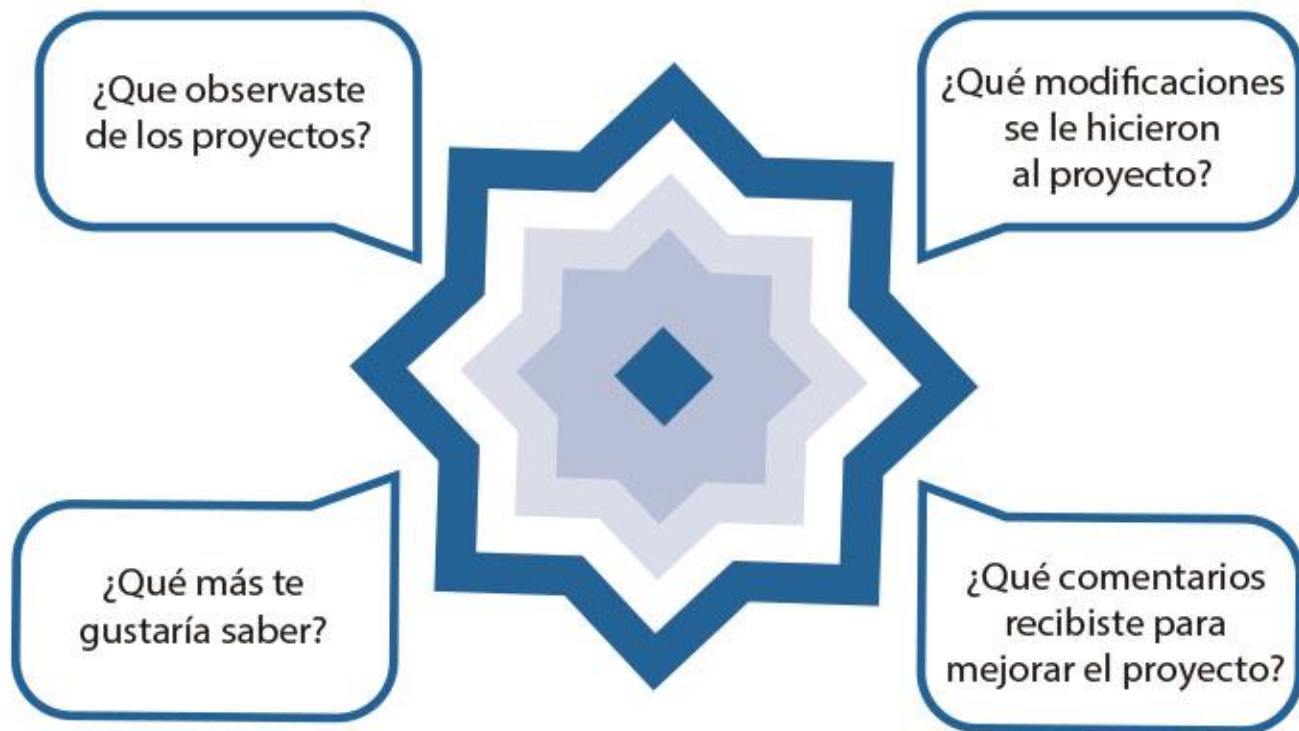 ¿Que observaste
de los proyectos?
¿Qué modificaciones
se le hicieron
al proyecto?
¿Qué más te
gustaría saber?
¿Qué comentarios
recibiste para
mejorar el proyecto?